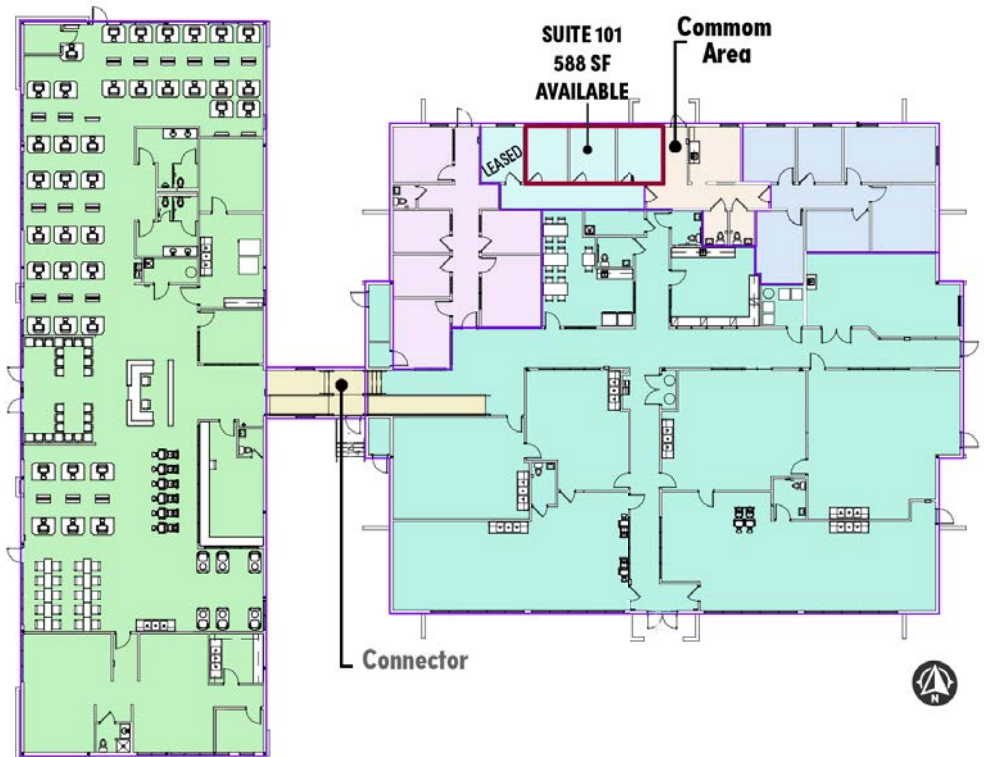 SUITE 101
588 SF
AVAILABLE
Commom
Area
LEASED
Connector
N